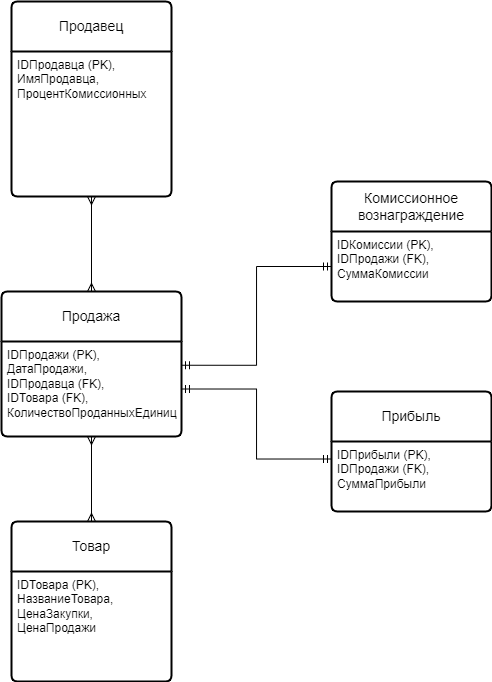 Продавец
IDПродавца (PK),
ИмяПродавца,
ПроцентКомиссионных
Комиссионное
вознаграждение
IDКомиссии (PK),
IDПродажи (FK),
СуммаКомиссии
Продажа
IDПродажи (PK),
ДатаПродажи,
IDПродавца (FK),
IDТовара (FK),
КоличествоПроданныхЕдиниц
Прибыль
IDПрибыли (PK),
IDПродажи (FK),
СуммаПрибыли
Товар
IDТовара (PK),
НазваниеТовара,
ЦенаЗакупки,
ЦенаПродажи